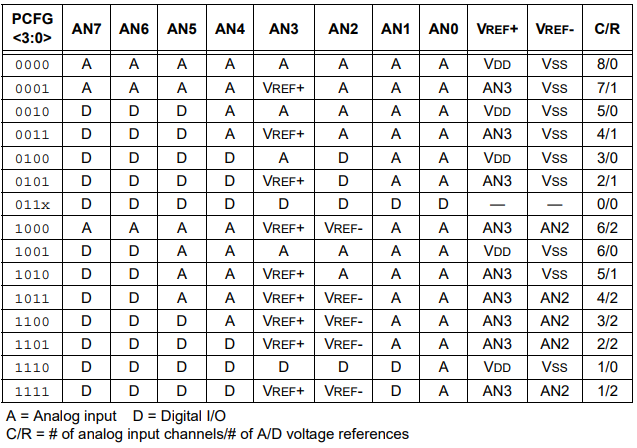 PCFG <3:0> AN7 AN6 AN5 AN4 AN3 AN2 AN1 AN0 VREF+ VREF- C/R
0000 A A A A A A A A VDD VSS 8/0
0001 A A A A VREF+ A A A AN3 VSS 7/1
0010 D D D A A A A A VDD VSS 5/0
0011 D D D A VREF+ A A A AN3 VSS 4/1
0100 D D D D A D A A VDD VSS 3/0
0101 D D D D VREF+ D A A AN3 VSS 2/1
011x D D D D D D D D — — 0/0
1000 A A A A VREF+ VREF- A A AN3 AN2 6/2
1001 D D A A A A A A VDD VSS 6/0
1010 D D A A VREF+ A A A AN3 VSS 5/1
1011 D D A A VREF+ VREF- A A AN3 AN2 4/2
1100 D D D A VREF+ VREF- A A AN3 AN2 3/2
1101 D D D D VREF+ VREF- A A AN3 AN2 2/2
1110 D D D D D D D A VDD VSS 1/0
1111 D D D D VREF+ VREF- D A AN3 AN2 1/2
A = Analog input D = Digital I/O
C/R = # of analog input channels/# of A/D voltage references